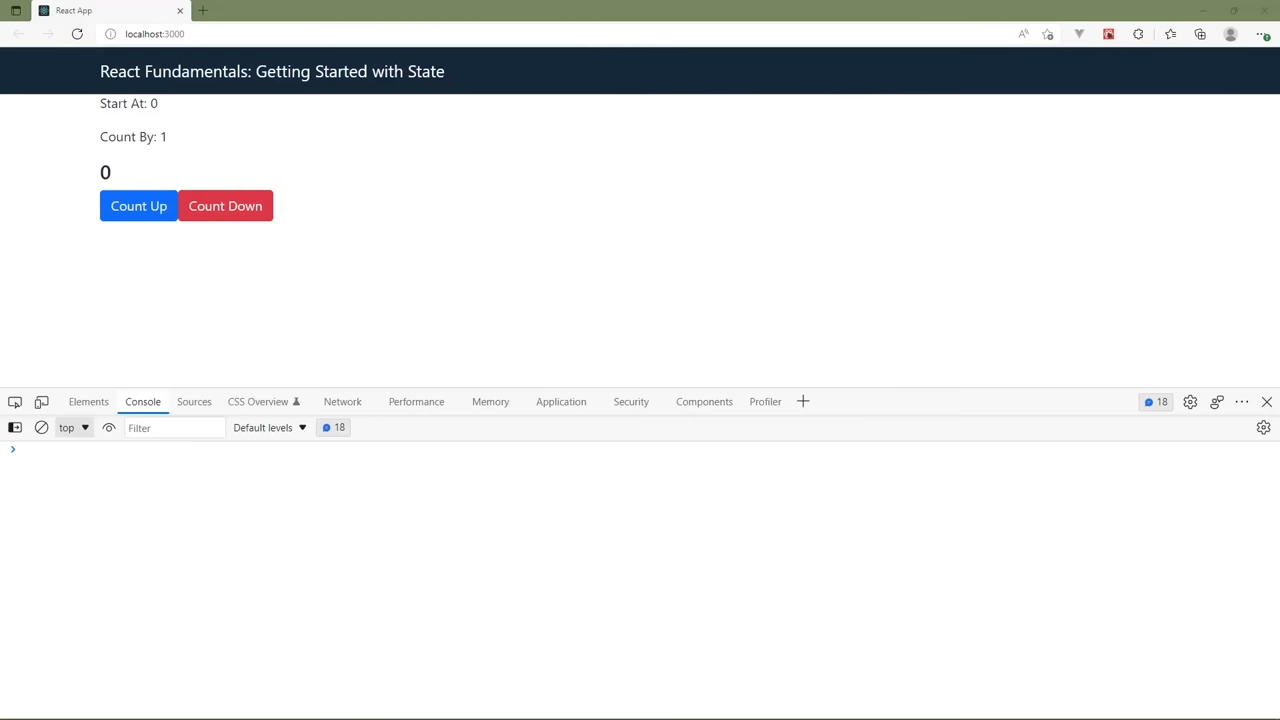 React App
localhost:3000
React Fundamentals: Getting Started with State
Start At: 0
Count By: 1
0
Count Up Count Down
Elements Console Sources CSS Overview Network Performance Memory Application Security Components Profiler 18
top Filter Default levels 18